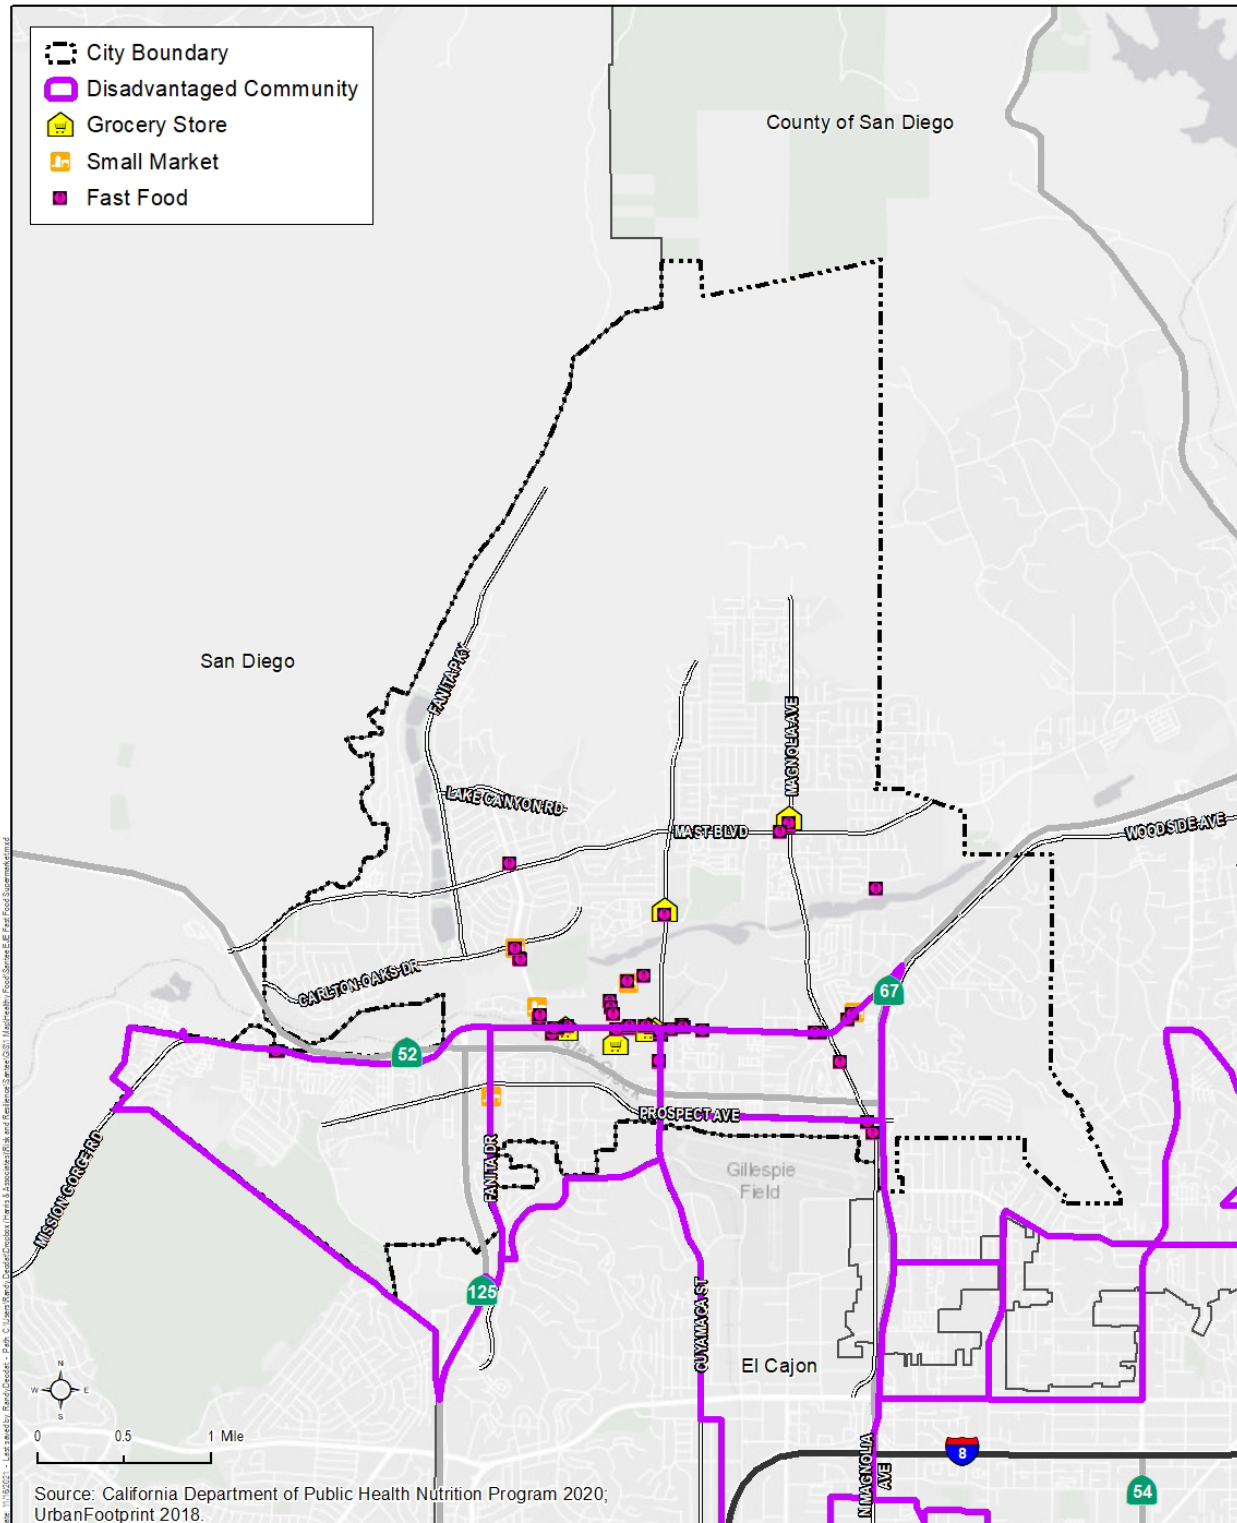 City Boundary
Disadvantaged Community
Grocery Store
Small Market
Fast Food
County of San Diego
San Diego
FANITA PKY
MAGNOLIA AVE
LAKE CANYON RD
MAST BLVD
WOODSIDE AVE
CARLTON OAKS DR
67
52
PROSPECT AVE
MISSION GORGE RD
FANITA DR
Gillespie
Field
125
CUYAMACA ST
El Cajon
N
W E
S
0 0.5 1 Mile
N MAGNOLIA
AVE
8
54
Source: California Department of Public Health Nutrition Program 2020;
UrbanFootprint 2018.